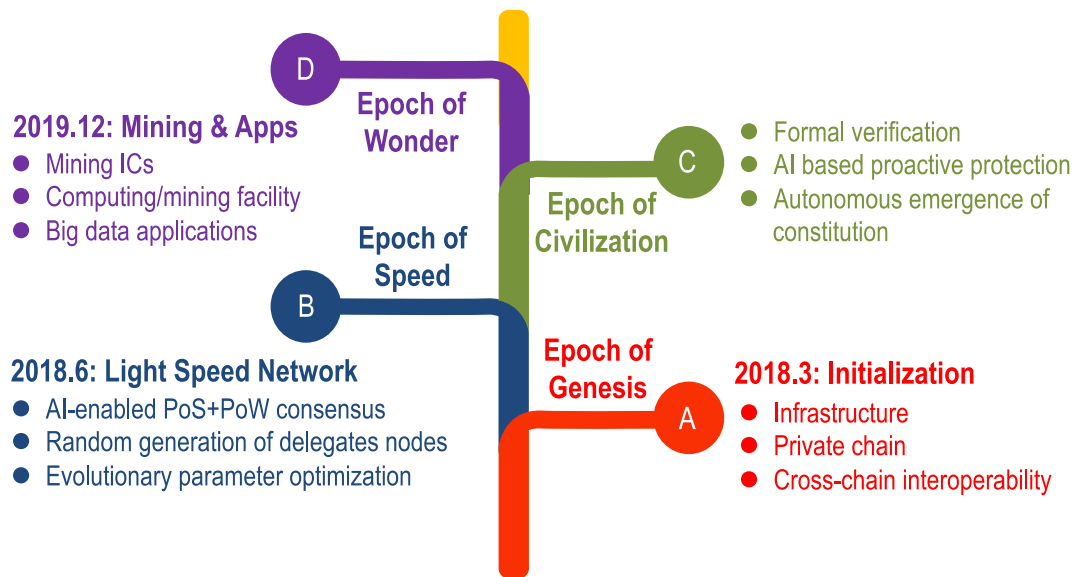 D
Epoch of
Wonder
2019.12: Mining & Apps
● Mining ICs
● Computing/mining facility
● Big data applications
C
● Formal verification
● AI based proactive protection
● Autonomous emergence of
constitution
Epoch of
Civilization
Epoch of
Speed
B
2018.6: Light Speed Network
● AI-enabled PoS+PoW consensus
● Random generation of delegates nodes
● Evolutionary parameter optimization
Epoch of
Genesis
A
2018.3: Initialization
● Infrastructure
● Private chain
● Cross-chain interoperability